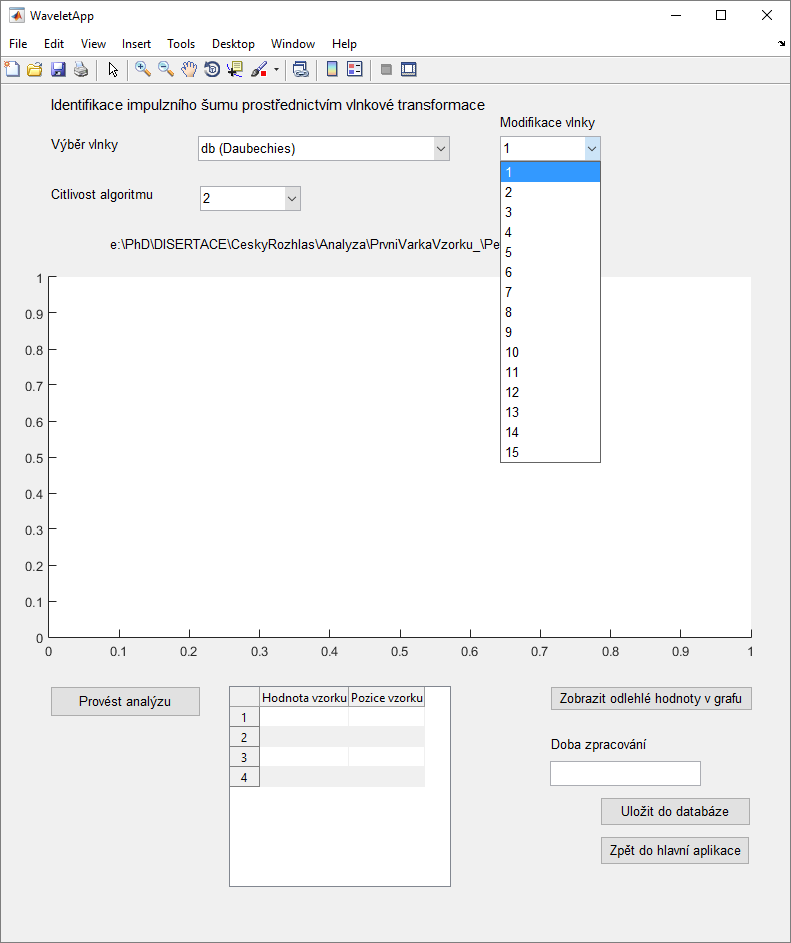 WaveletApp
File Edit View Insert Tools Desktop Window Help
Identifikace impulzního šumu prostřednictvím vlnkové transformace
Modifikace vlnky
Výběr vlnky
db (Daubechies)
1
1
2
3
4
5
6
7
8
9
10
11
12
13
14
15
Citlivost algoritmu
2
e:\PhD\DISERTACE\CeskyRozhlas\Analyza\PrvniVarkaVzorku_\Pe
1
0.9
0.8
0.7
0.6
0.5
0.4
0.3
0.2
0.1
0
0 0.1 0.2 0.3 0.4 0.5 0.6 0.7 0.8 0.9 1
Provést analýzu
Hodnota vzorku Pozice vzorku
1
2
3
4
Zobrazit odlehlé hodnoty v grafu
Doba zpracování
Uložit do databáze
Zpět do hlavní aplikace